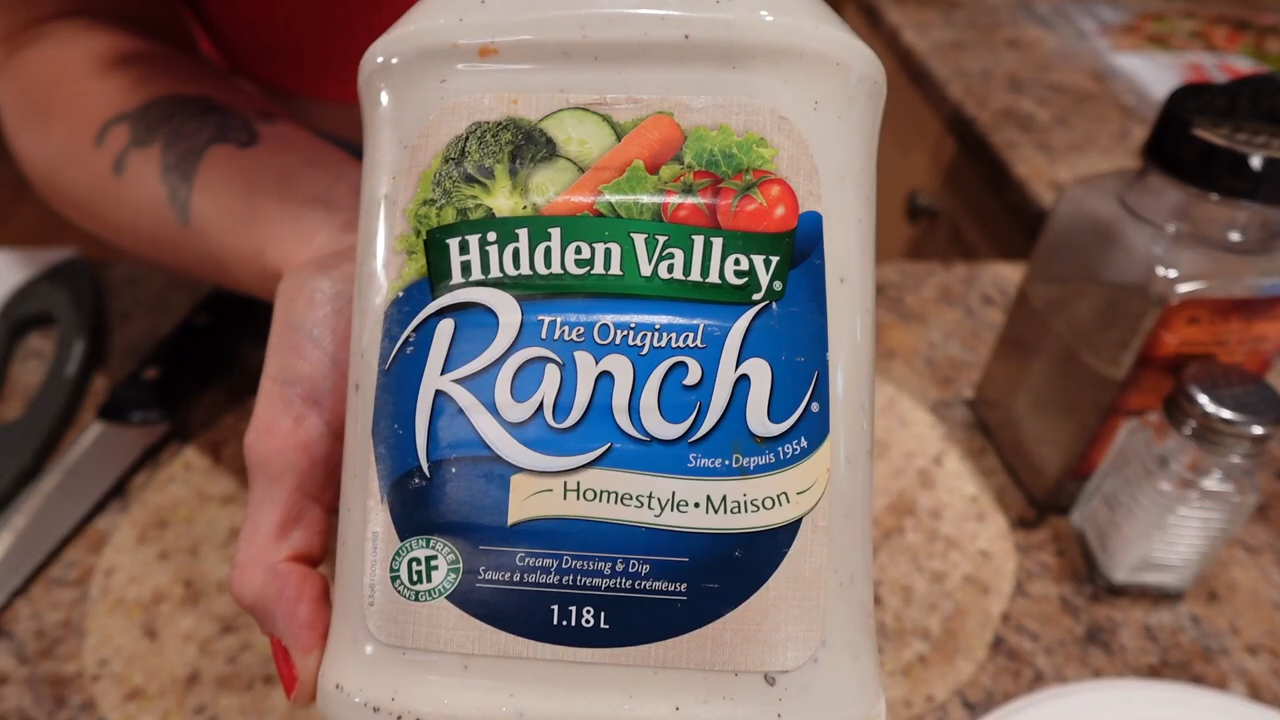 Hidden Valley®
The Original
Ranch®
Since • Depuis 1954
Homestyle • Maison
GLUTEN FREE
GF
SANS GLUTEN
Creamy Dressing & Dip
Sauce à salade et trempette crémeuse
1.18 L